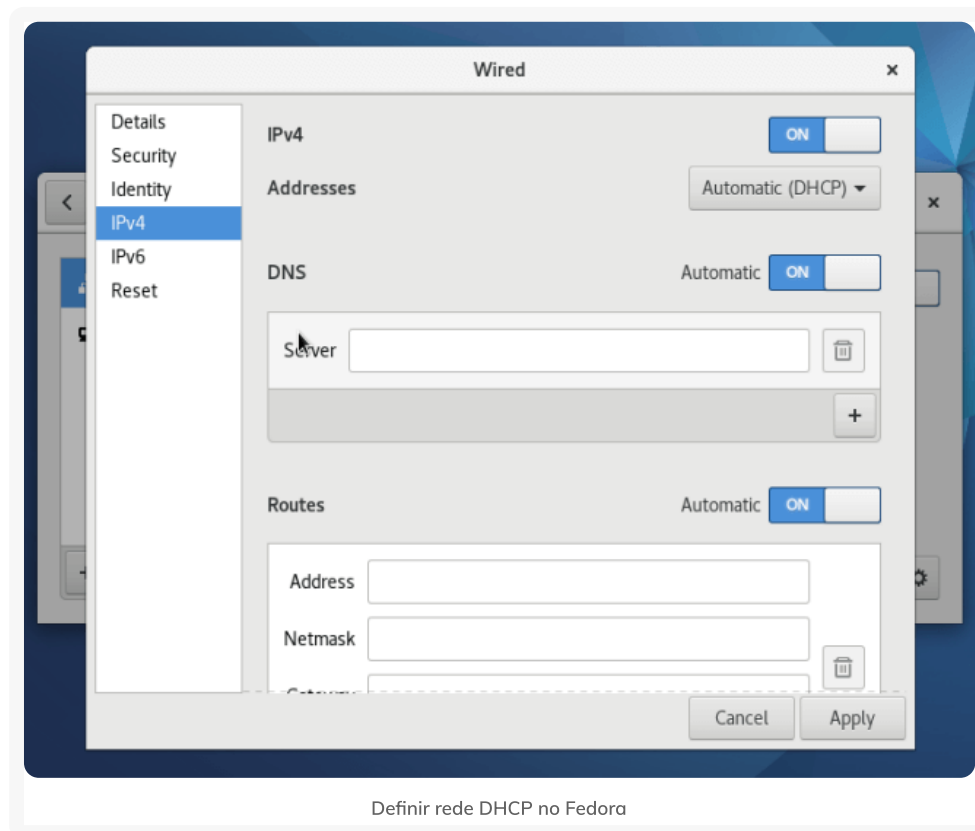 Wired
Details
Security
Identity
IPv4
IPv6
Reset
IPv4 ON
Addresses Automatic (DHCP)
DNS Automatic ON
Server
+
Routes Automatic ON
Address
Netmask
Gateway
Cancel Apply
Definir rede DHCP no Fedora